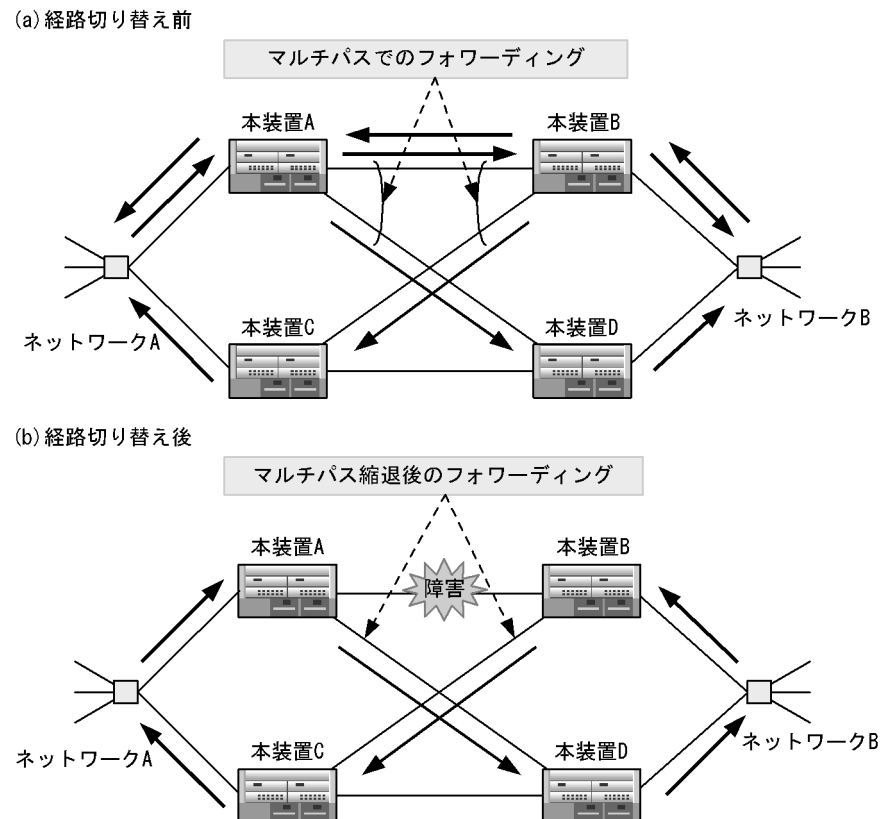 (a)経路切り替え前
マルチパスでのフォワーディング
本装置A
本装置B
ネットワークA
本装置C
本装置D
ネットワークB
(b)経路切り替え後
マルチパス縮退後のフォワーディング
本装置A
障害
本装置B
ネットワークA
本装置C
本装置D
ネットワークB